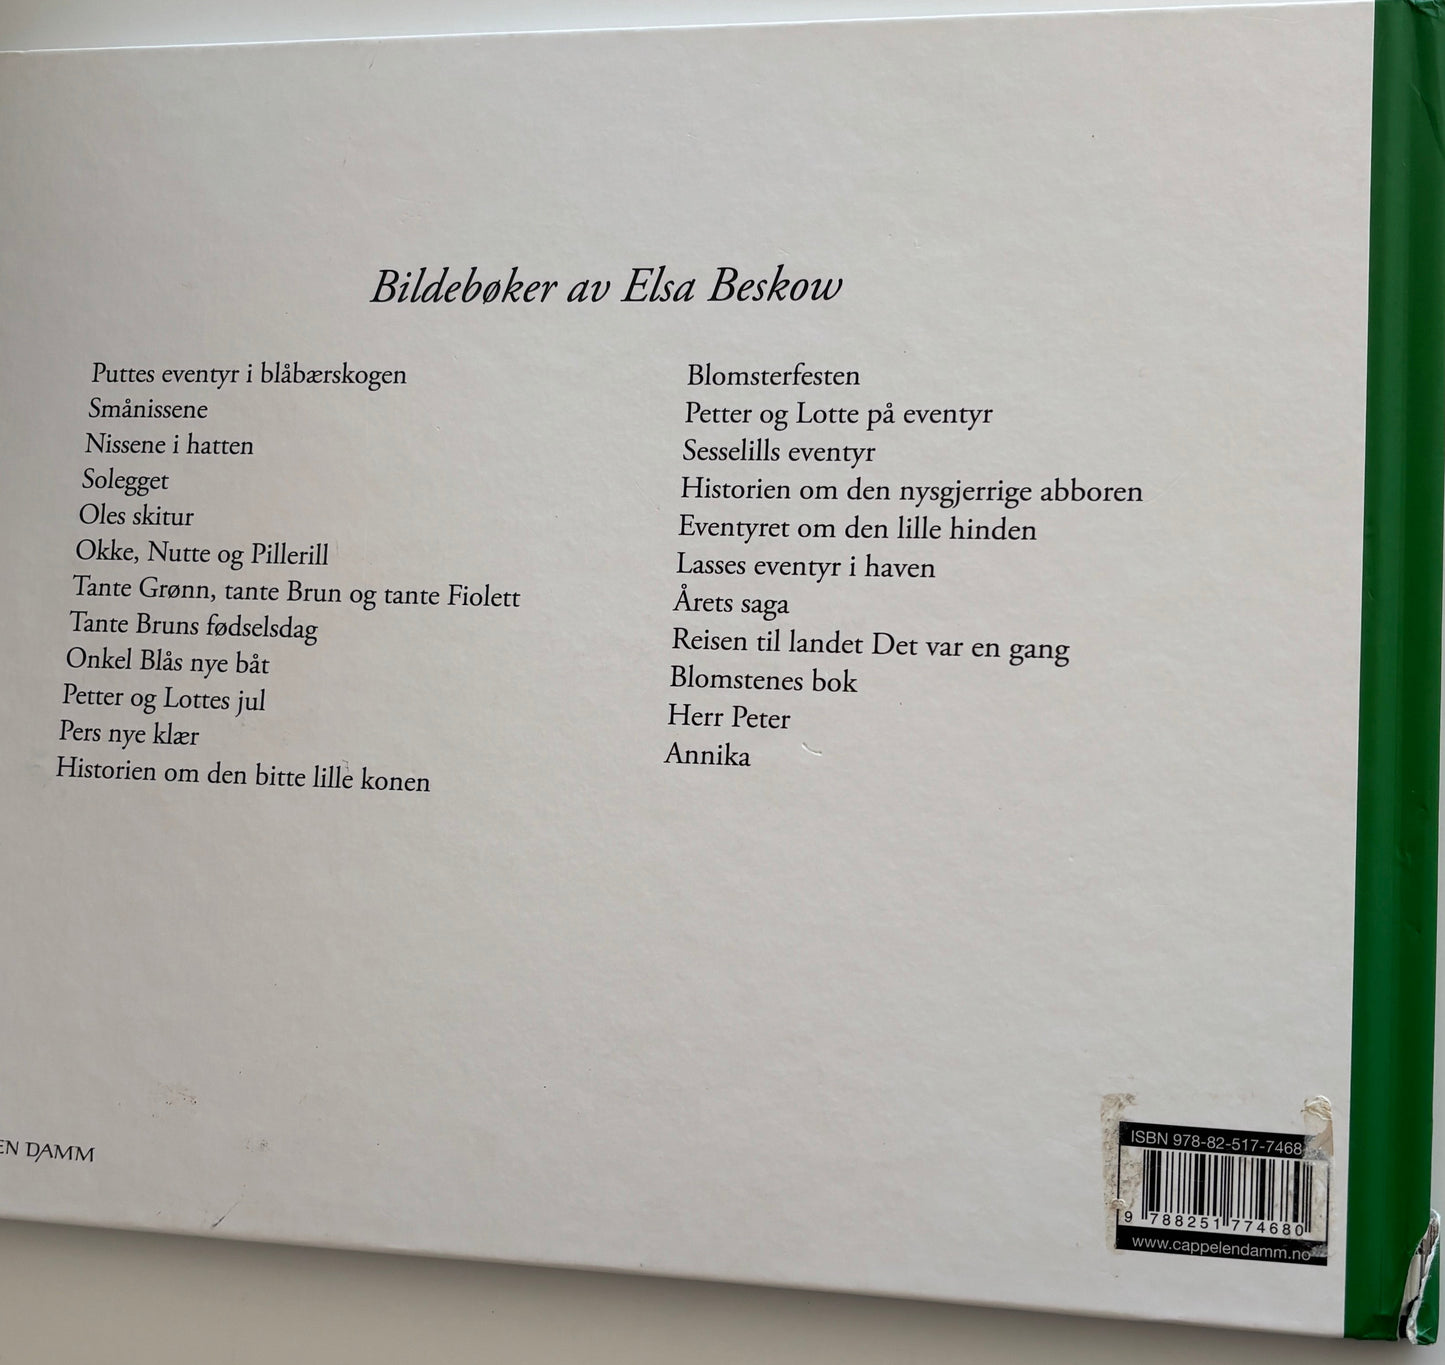 Bildebøker av Elsa Beskow
Puttes eventyr i blåbærskogen
Smånissene
Nissene i hatten
Solegget
Oles skitur
Okke, Nutte og Pillerill
Tante Grønn, tante Brun og tante Fiolett
Tante Bruns fødselsdag
Onkel Blås nye båt
Petter og Lottes jul
Pers nye klær
Historien om den bitte lille konen
Blomsterfesten
Petter og Lotte på eventyr
Sesselills eventyr
Historien om den nysgjerrige abboren
Eventyret om den lille hinden
Lasses eventyr i haven
Årets saga
Reisen til landet Det var en gang
Blomstenes bok
Herr Peter
Annika
EN DAMM
ISBN 978-82-517-7468
9 788251 774680
www.cappelendamm.no